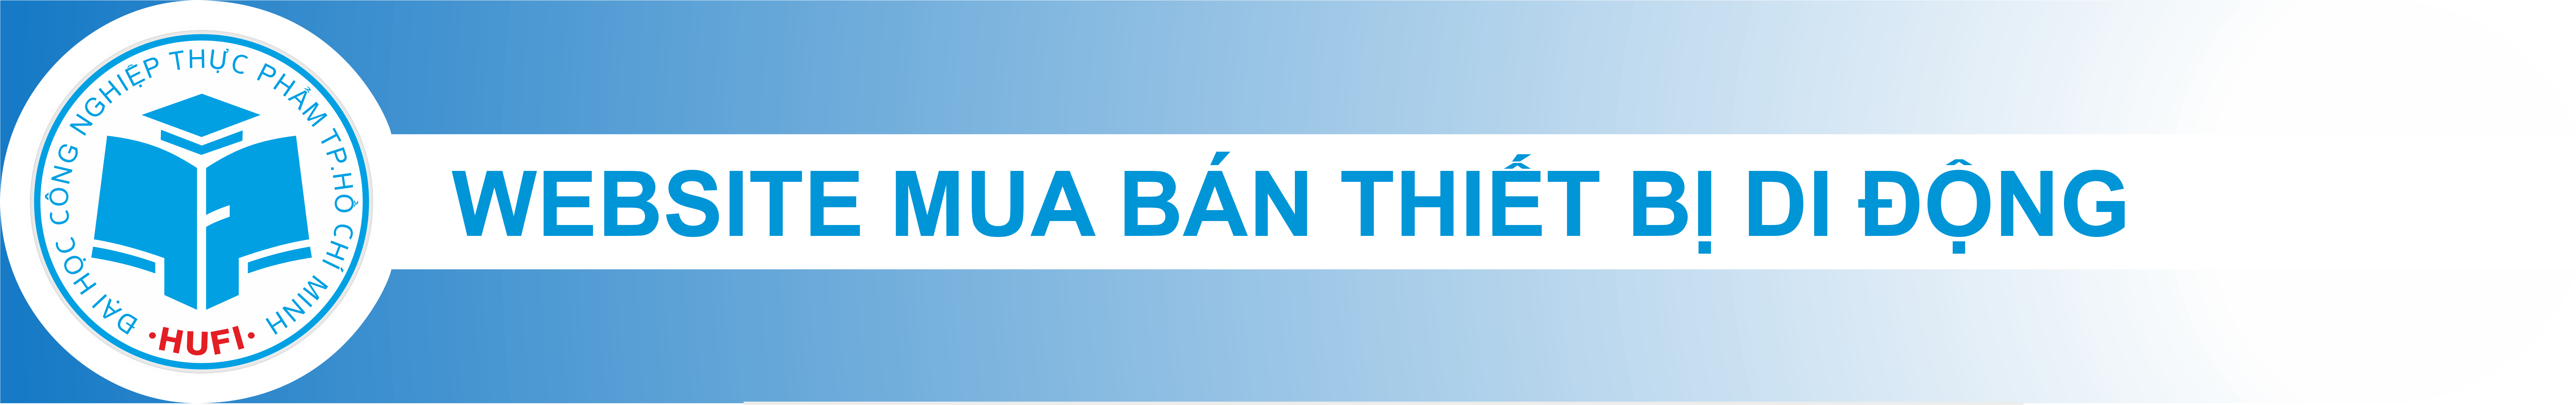 ĐẠI HỌC CÔNG NGHIỆP THỰC PHẨM TP.HỒ CHÍ MINH
·HUFI·
WEBSITE MUA BÁN THIẾT BỊ DI ĐỘNG